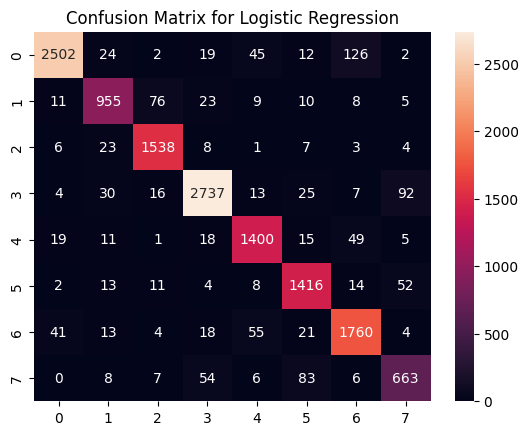 Confusion Matrix for Logistic Regression
0 2502 24 2 19 45 12 126 2
1 11 955 76 23 9 10 8 5
2 6 23 1538 8 1 7 3 4
3 4 30 16 2737 13 25 7 92
4 19 11 1 18 1400 15 49 5
5 2 13 11 4 8 1416 14 52
6 41 13 4 18 55 21 1760 4
7 0 8 7 54 6 83 6 663
0 1 2 3 4 5 6 7
2500
2000
1500
1000
500
0